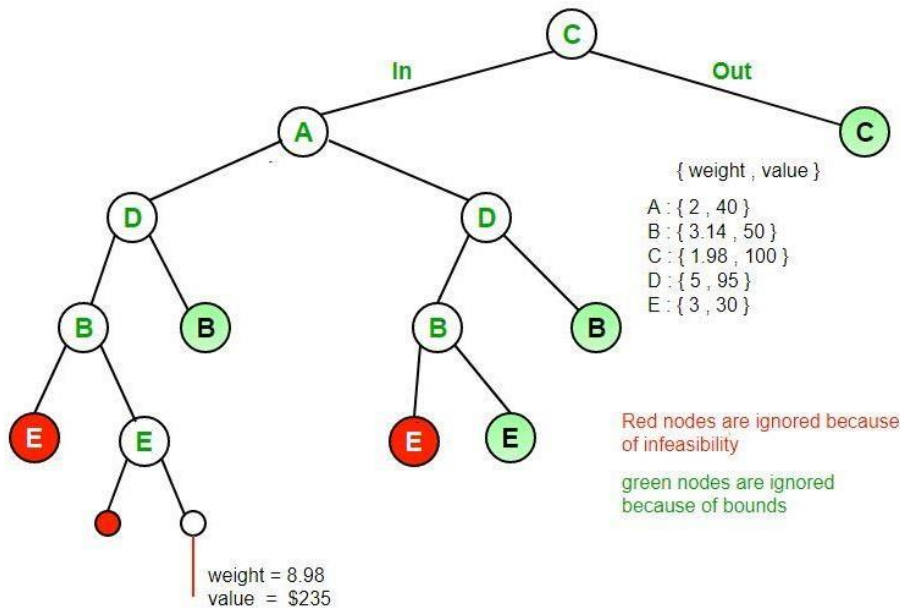 C
In
Out
A
C
{ weight , value }
A : { 2 , 40 }
B : { 3.14 , 50 }
C : { 1.98 , 100 }
D : { 5 , 95 }
E : { 3 , 30 }
D
D
B
B
B
B
E
E
E
E
Red nodes are ignored because
of infeasibility
green nodes are ignored
because of bounds
weight = 8.98
value = $235